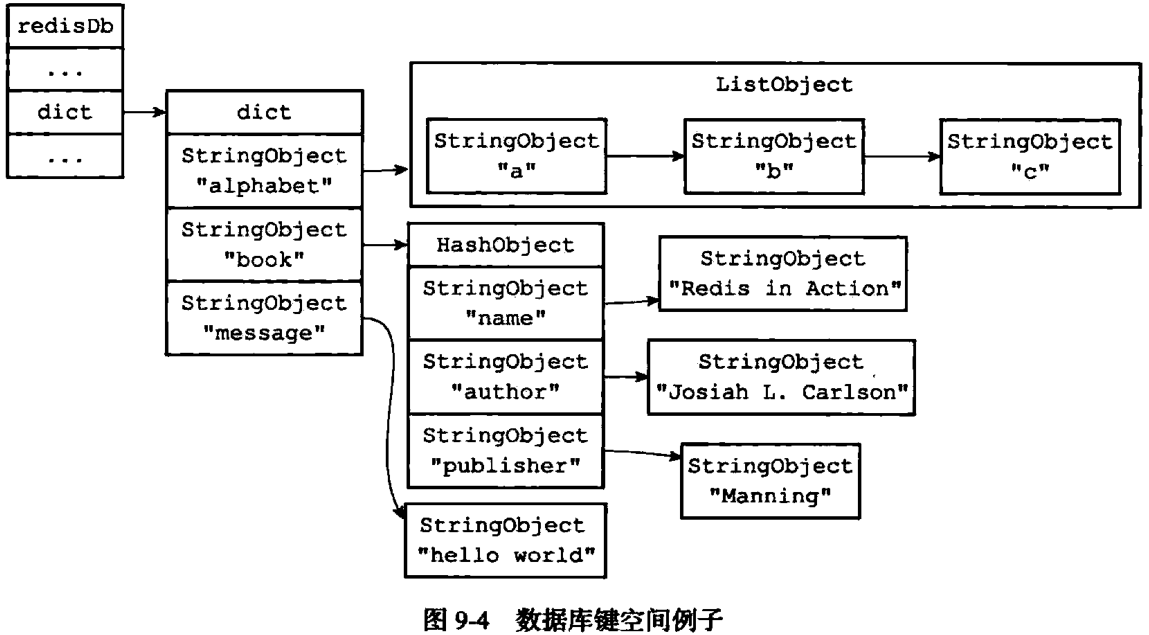 redisDb
...
dict
...
dict
StringObject
"alphabet"
StringObject
"book"
StringObject
"message"
ListObject
StringObject
"a"
StringObject
"b"
StringObject
"c"
HashObject
StringObject
"name"
StringObject
"author"
StringObject
"publisher"
StringObject
"Redis in Action"
StringObject
"Josiah L. Carlson"
StringObject
"Manning"
StringObject
"hello world"
图 9-4 数据库键空间例子